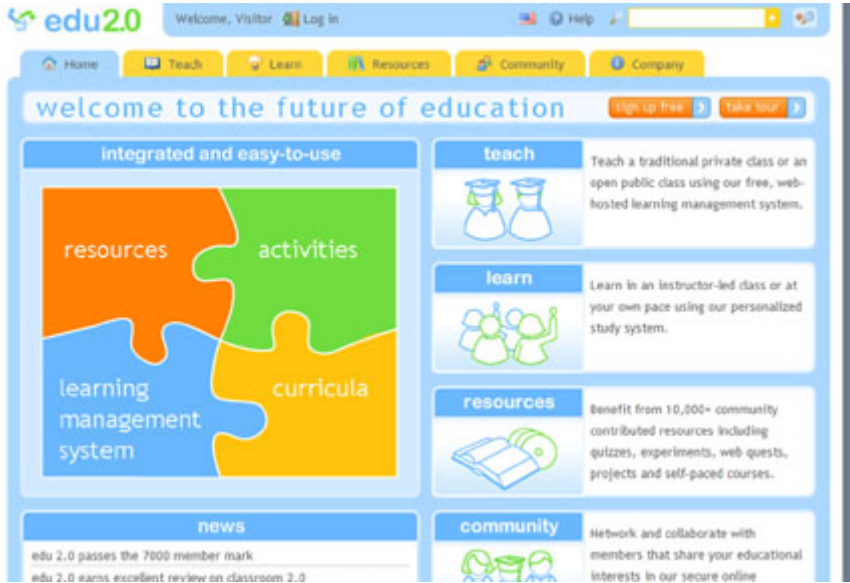 edu2.0
Welcome, Visitor Log in
Help
Home Teach Learn Resources Community Company
welcome to the future of education
sign up free
take tour
integrated and easy-to-use
resources
activities
learning
management
system
curricula
teach
Teach a traditional private class or an
open public class using our free, web-
hosted learning management system.
learn
Learn in an instructor-led class or at
your own pace using our personalized
study system.
resources
Benefit from 10,000+ community
contributed resources including
quizzes, experiments, web quests,
projects and self-paced courses.
news
edu 2.0 passes the 7000 member mark
edu 2.0 earns excellent review on classroom 2.0
community
Network and collaborate with
members that share your educational
interests in our secure online